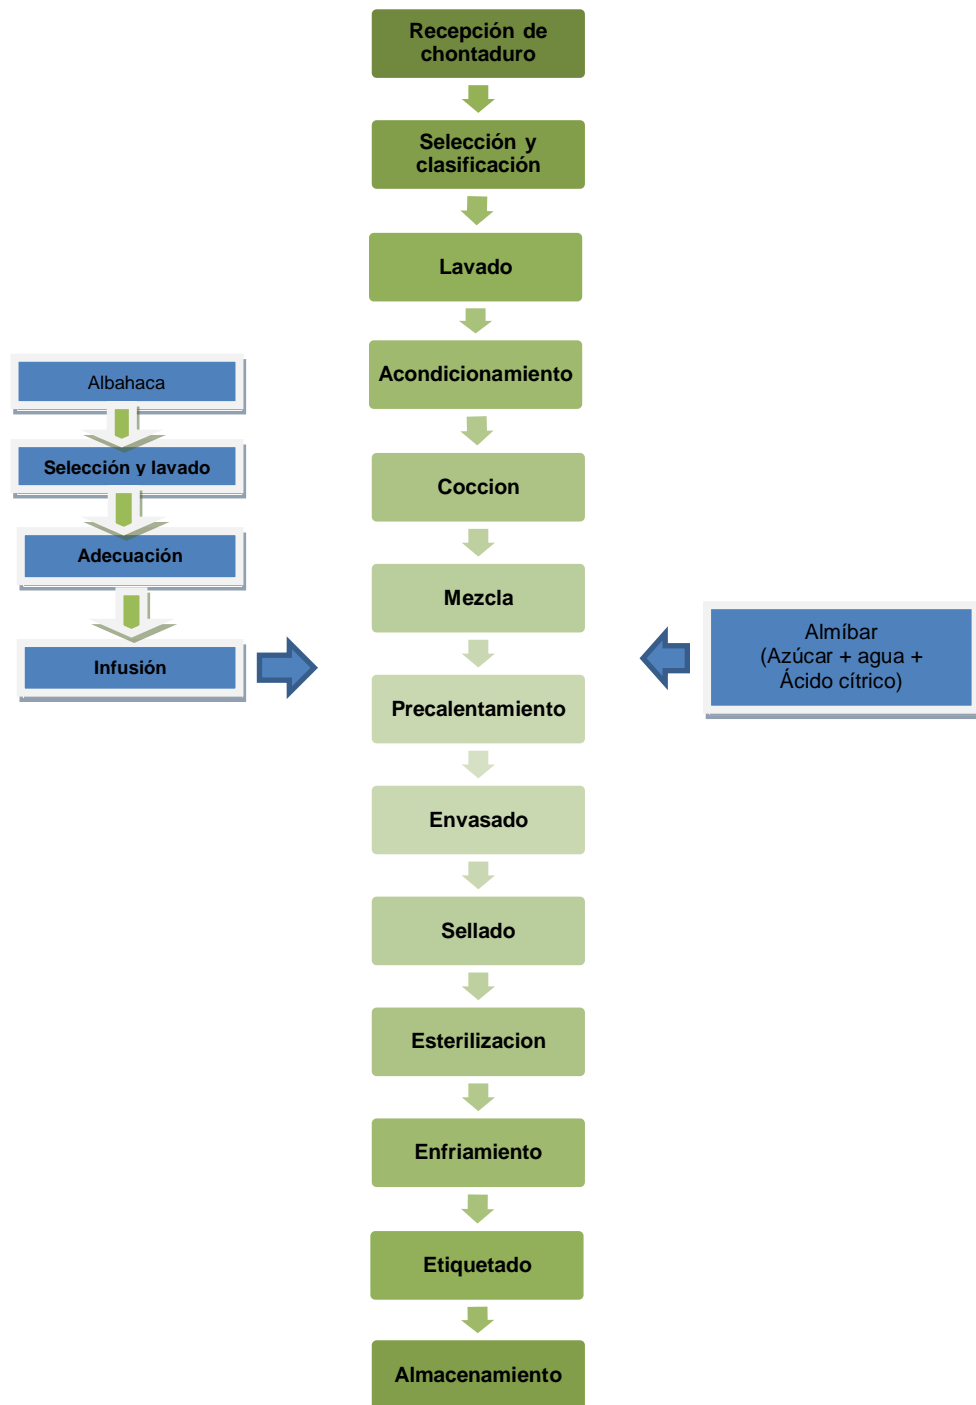 Recepción de
chontaduro
Selección y
clasificación
Lavado
Acondicionamiento
Coccion
Mezcla
Precalentamiento
Envasado
Sellado
Esterilizacion
Enfriamiento
Etiquetado
Almacenamiento
Albahaca
Selección y lavado
Adecuación
Infusión
Almíbar
(Azúcar + agua +
Ácido cítrico)